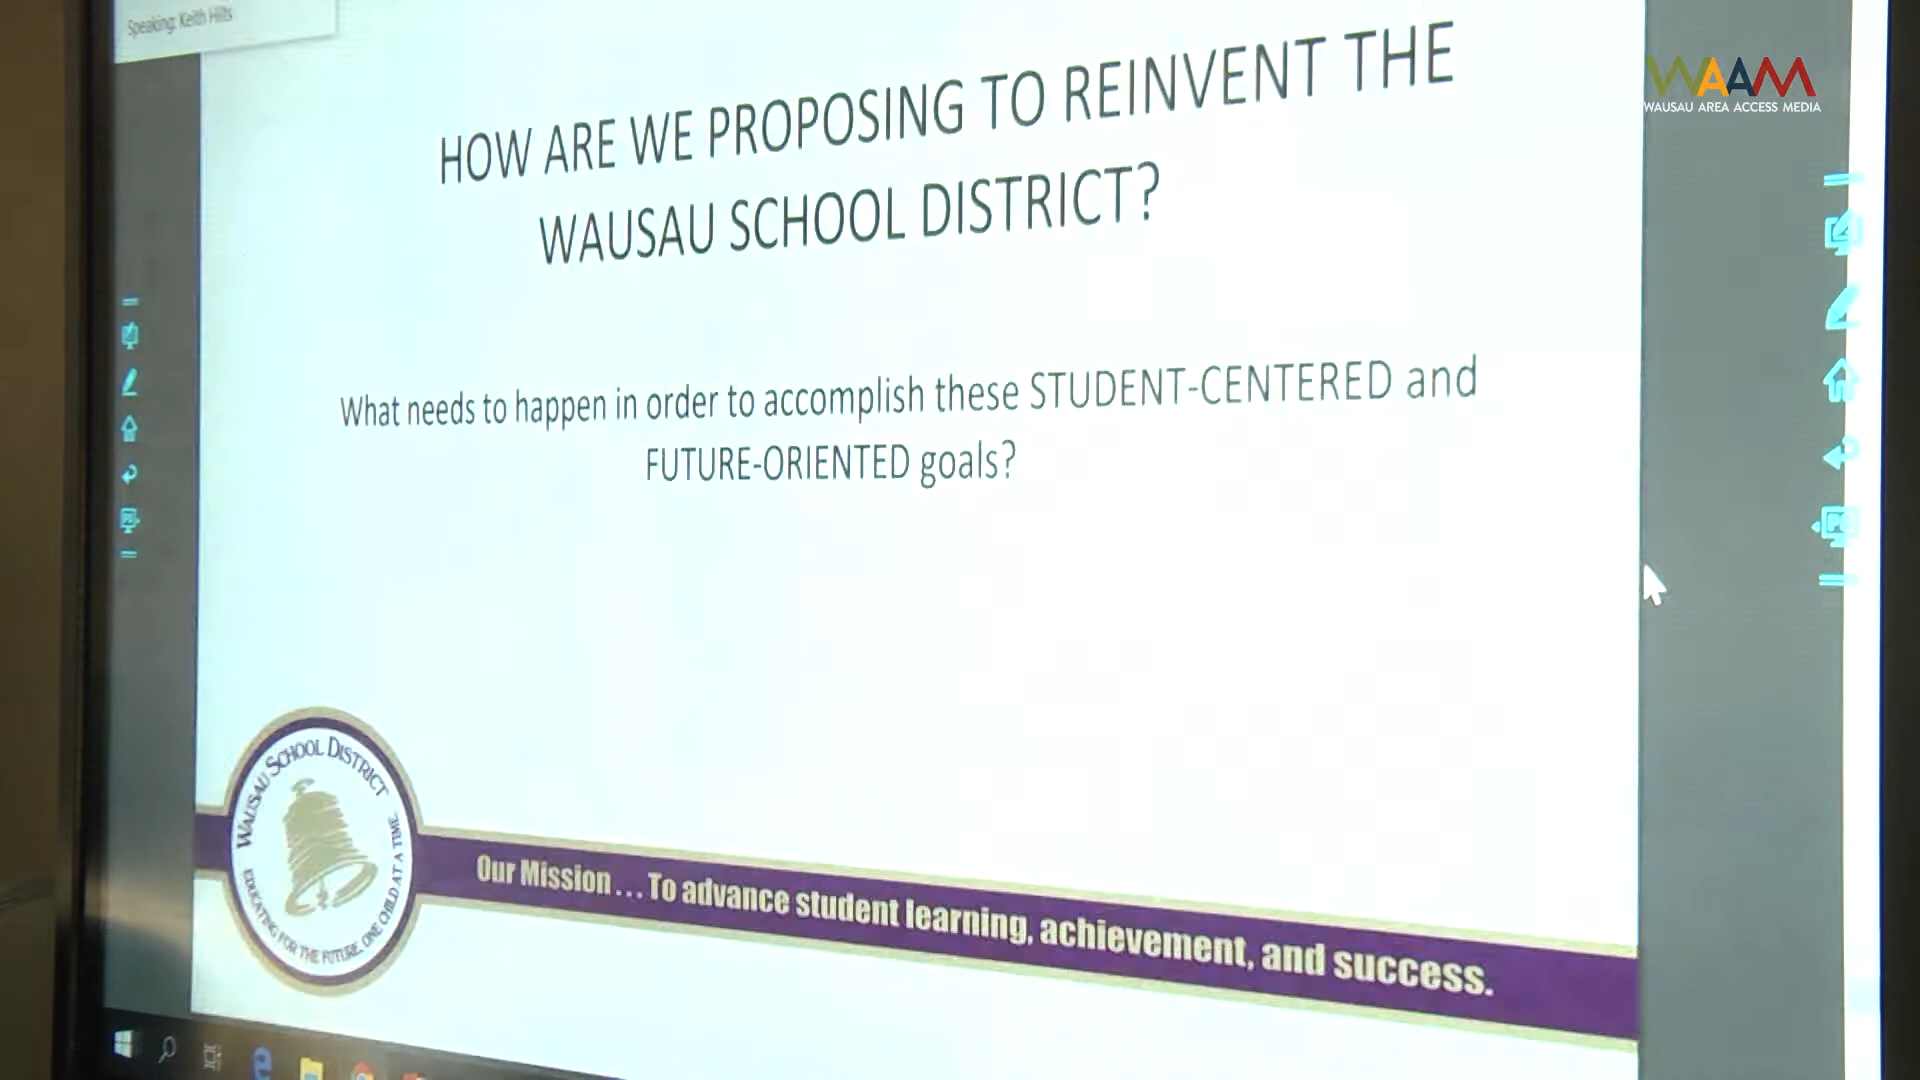 Speaking: Keith Hilts
WAAM
WAUSAU AREA ACCESS MEDIA
HOW ARE WE PROPOSING TO REINVENT THE
WAUSAU SCHOOL DISTRICT?
What needs to happen in order to accomplish these STUDENT-CENTERED and
FUTURE-ORIENTED goals?
WAUSAU SCHOOL DISTRICT
EDUCATING FOR THE FUTURE, ONE CHILD AT A TIME
Our Mission . . . To advance student learning, achievement, and success.